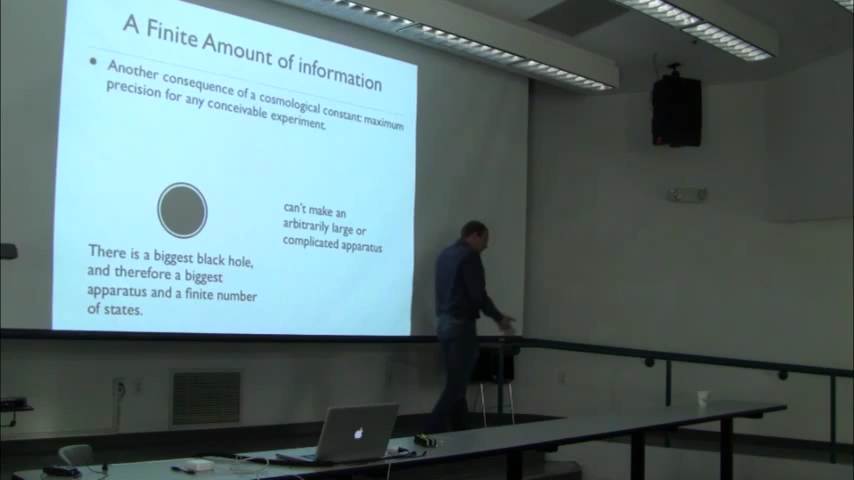 A Finite Amount of information
• Another consequence of a cosmological constant: maximum
precision for any conceivable experiment.
can't make an
arbitrarily large or
complicated apparatus
There is a biggest black hole,
and therefore a biggest
apparatus and a finite number
of states.